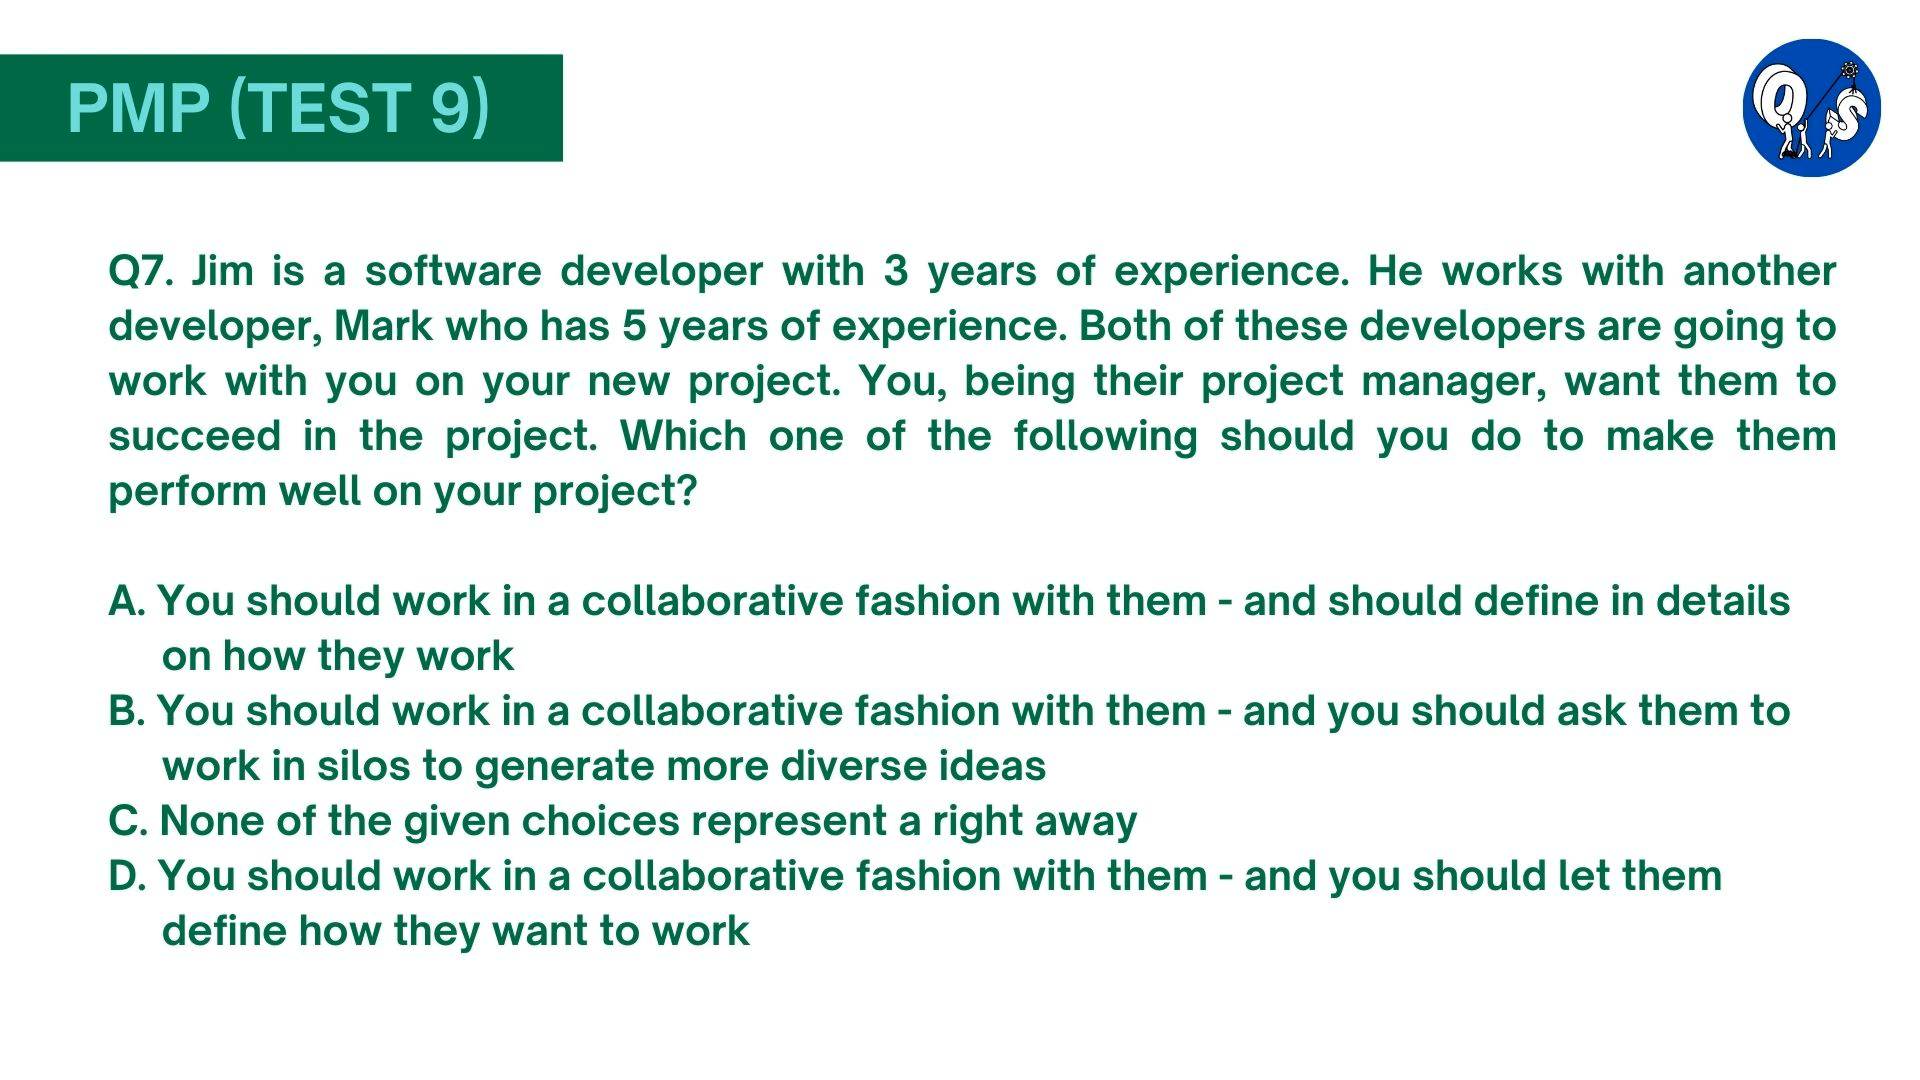 PMP (TEST 9)
Q7. Jim is a software developer with 3 years of experience. He works with another
developer, Mark who has 5 years of experience. Both of these developers are going to
work with you on your new project. You, being their project manager, want them to
succeed in the project. Which one of the following should you do to make them
perform well on your project?
A. You should work in a collaborative fashion with them - and should define in details
on how they work
B. You should work in a collaborative fashion with them - and you should ask them to
work in silos to generate more diverse ideas
C. None of the given choices represent a right away
D. You should work in a collaborative fashion with them - and you should let them
define how they want to work
Q/S